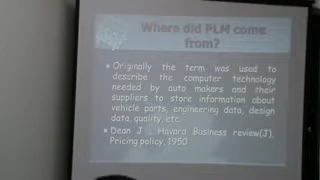 Where did PLM come
from?
Originally the term was used to
describe the computer technology
needed by auto makers and their
suppliers to store information about
vehicle parts, engineering data, design
data, quality, etc.
Dean J , Havard Business review(J),
Pricing policy, 1950